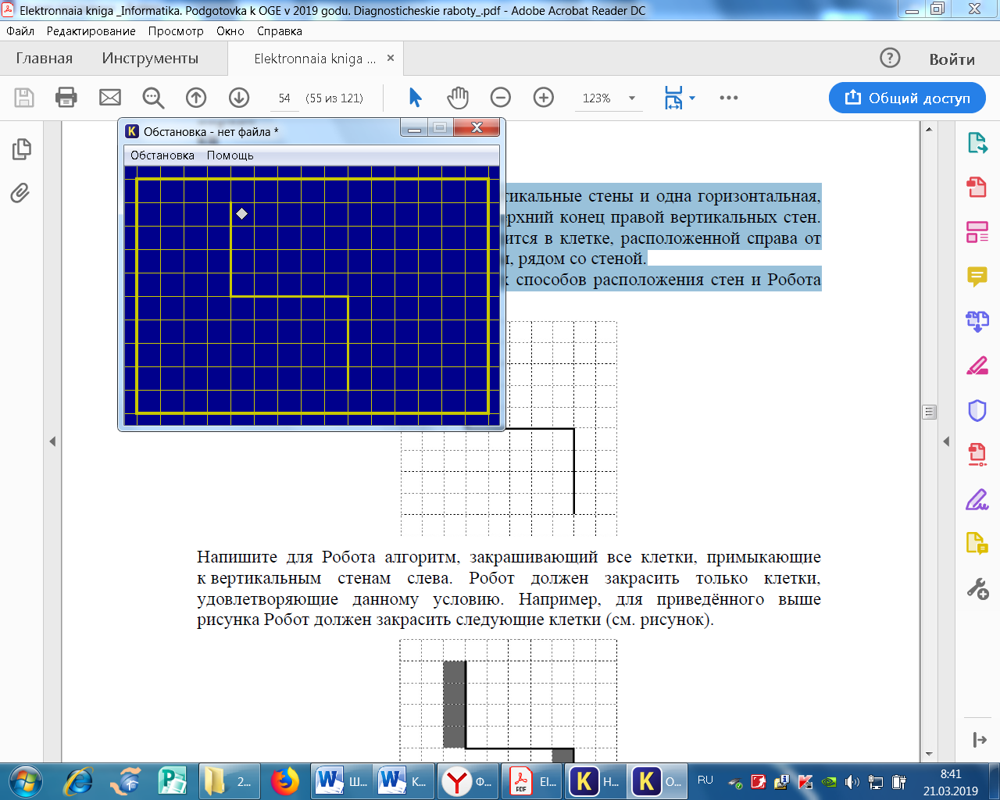 Elektronnaia kniga _Informatika. Podgotovka k OGE v 2019 godu. Diagnosticheskie raboty_.pdf - Adobe Acrobat Reader DC
Файл Редактирование Просмотр Окно Справка
Главная Инструменты Elektronnaia kniga ... × Войти
54 (55 из 121) 123% Общий доступ
Обстановка - нет файла *
Обстановка Помощь
тикальные стены и одна горизонтальная,
рхний конец правой вертикальных стен.
ится в клетке, расположенной справа от
, рядом со стеной.
способов расположения стен и Робота
Напишите для Робота алгоритм, закрашивающий все клетки, примыкающие
к вертикальным стенам слева. Робот должен закрасить только клетки,
удовлетворяющие данному условию. Например, для приведённого выше
рисунка Робот должен закрасить следующие клетки (см. рисунок).
2... Ш... К... Ф... El... Н... О... RU 8:41
21.03.2019